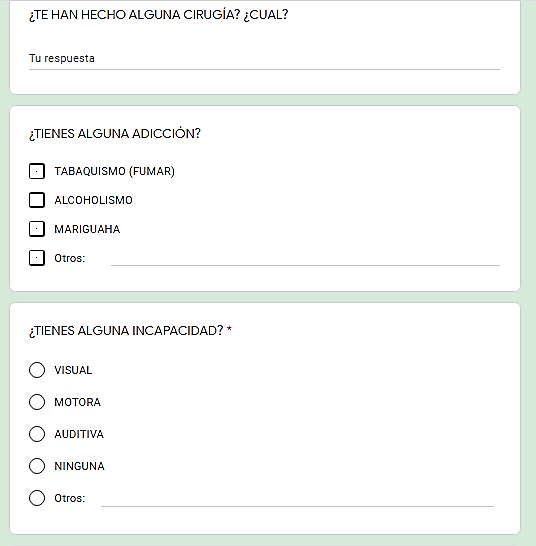 ¿TE HAN HECHO ALGUNA CIRUGÍA? ¿CUAL?
Tu respuesta
¿TIENES ALGUNA ADICCIÓN?
TABAQUISMO (FUMAR)
ALCOHOLISMO
MARIGUAHA
Otros:
¿TIENES ALGUNA INCAPACIDAD? *
VISUAL
MOTORA
AUDITIVA
NINGUNA
Otros: